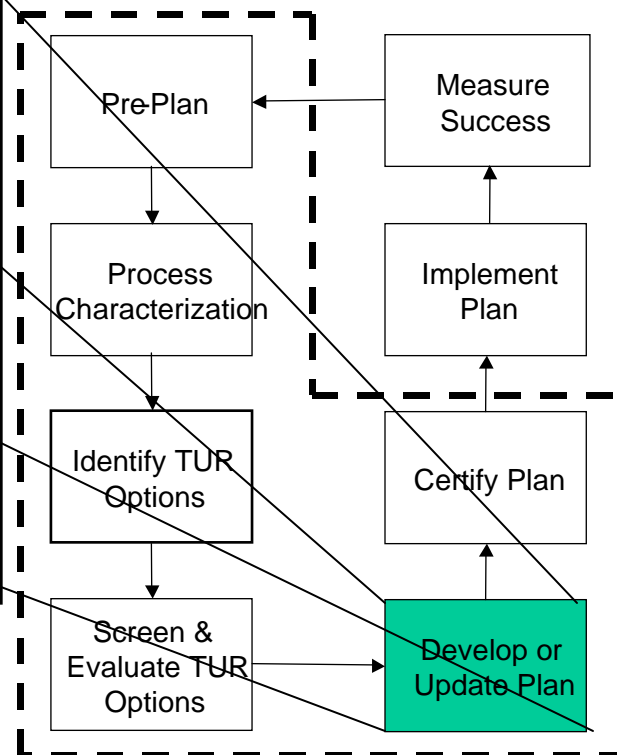 Pre-Plan
Measure
Success
Process
Characterization
Implement
Plan
Identify TUR
Options
Certify Plan
Screen &
Evaluate TUR
Options
Develop or
Update Plan